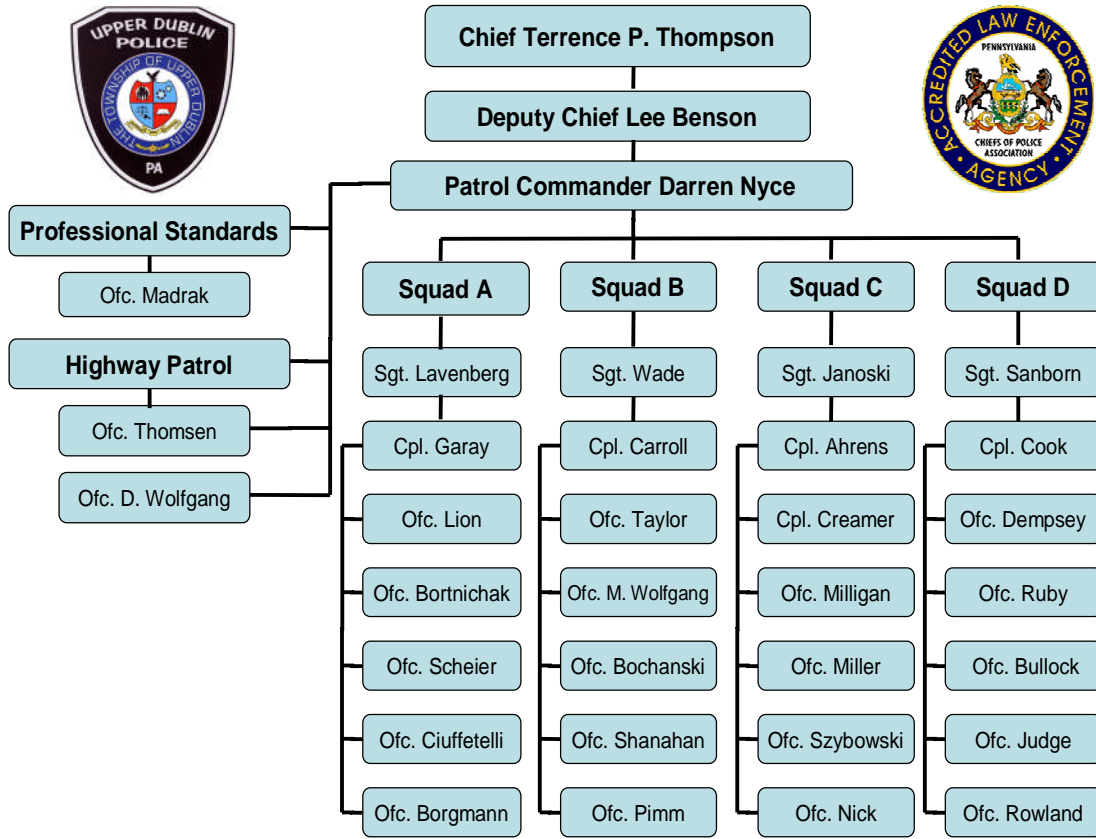 UPPER DUBLIN
POLICE
THE TOWNSHIP OF UPPER DUBLIN
PA
Chief Terrence P. Thompson
ACCREDITED LAW ENFORCEMENT
AGENCY
PENNSYLVANIA
CHIEFS OF POLICE
ASSOCIATION
Deputy Chief Lee Benson
Patrol Commander Darren Nyce
Professional Standards
Ofc. Madrak
Highway Patrol
Ofc. Thomsen
Ofc. D. Wolfgang
Squad A
Sgt. Lavenberg
Cpl. Garay
Ofc. Lion
Ofc. Bortnichak
Ofc. Scheier
Ofc. Ciuffetelli
Ofc. Borgmann
Squad B
Sgt. Wade
Cpl. Carroll
Ofc. Taylor
Ofc. M. Wolfgang
Ofc. Bochanski
Ofc. Shanahan
Ofc. Pimm
Squad C
Sgt. Janoski
Cpl. Ahrens
Cpl. Creamer
Ofc. Milligan
Ofc. Miller
Ofc. Szybowski
Ofc. Nick
Squad D
Sgt. Sanborn
Cpl. Cook
Ofc. Dempsey
Ofc. Ruby
Ofc. Bullock
Ofc. Judge
Ofc. Rowland